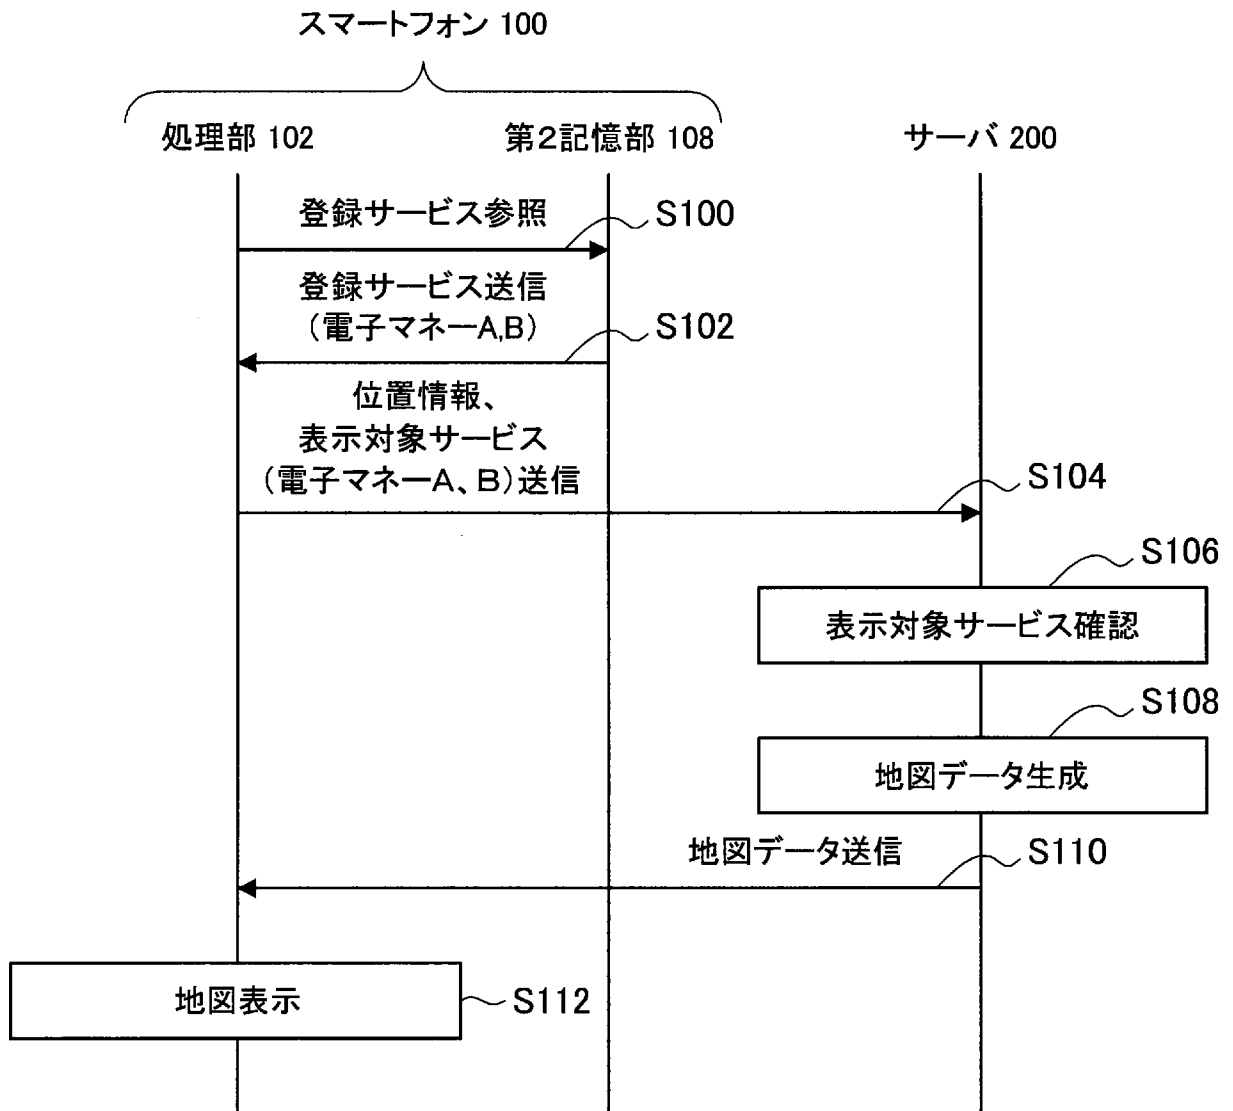 スマートフォン 100
処理部 102
第2記憶部 108
サーバ 200
登録サービス参照
S100
登録サービス送信
(電子マネーA,B)
S102
位置情報、
表示対象サービス
(電子マネーA、B)送信
S104
S106
表示対象サービス確認
S108
地図データ生成
地図データ送信
S110
地図表示
S112